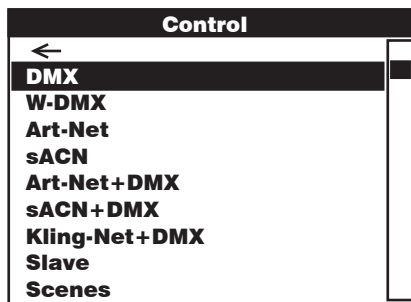 Control
←
DMX
W-DMX
Art-Net
sACN
Art-Net+DMX
sACN+DMX
Kling-Net+DMX
Slave
Scenes